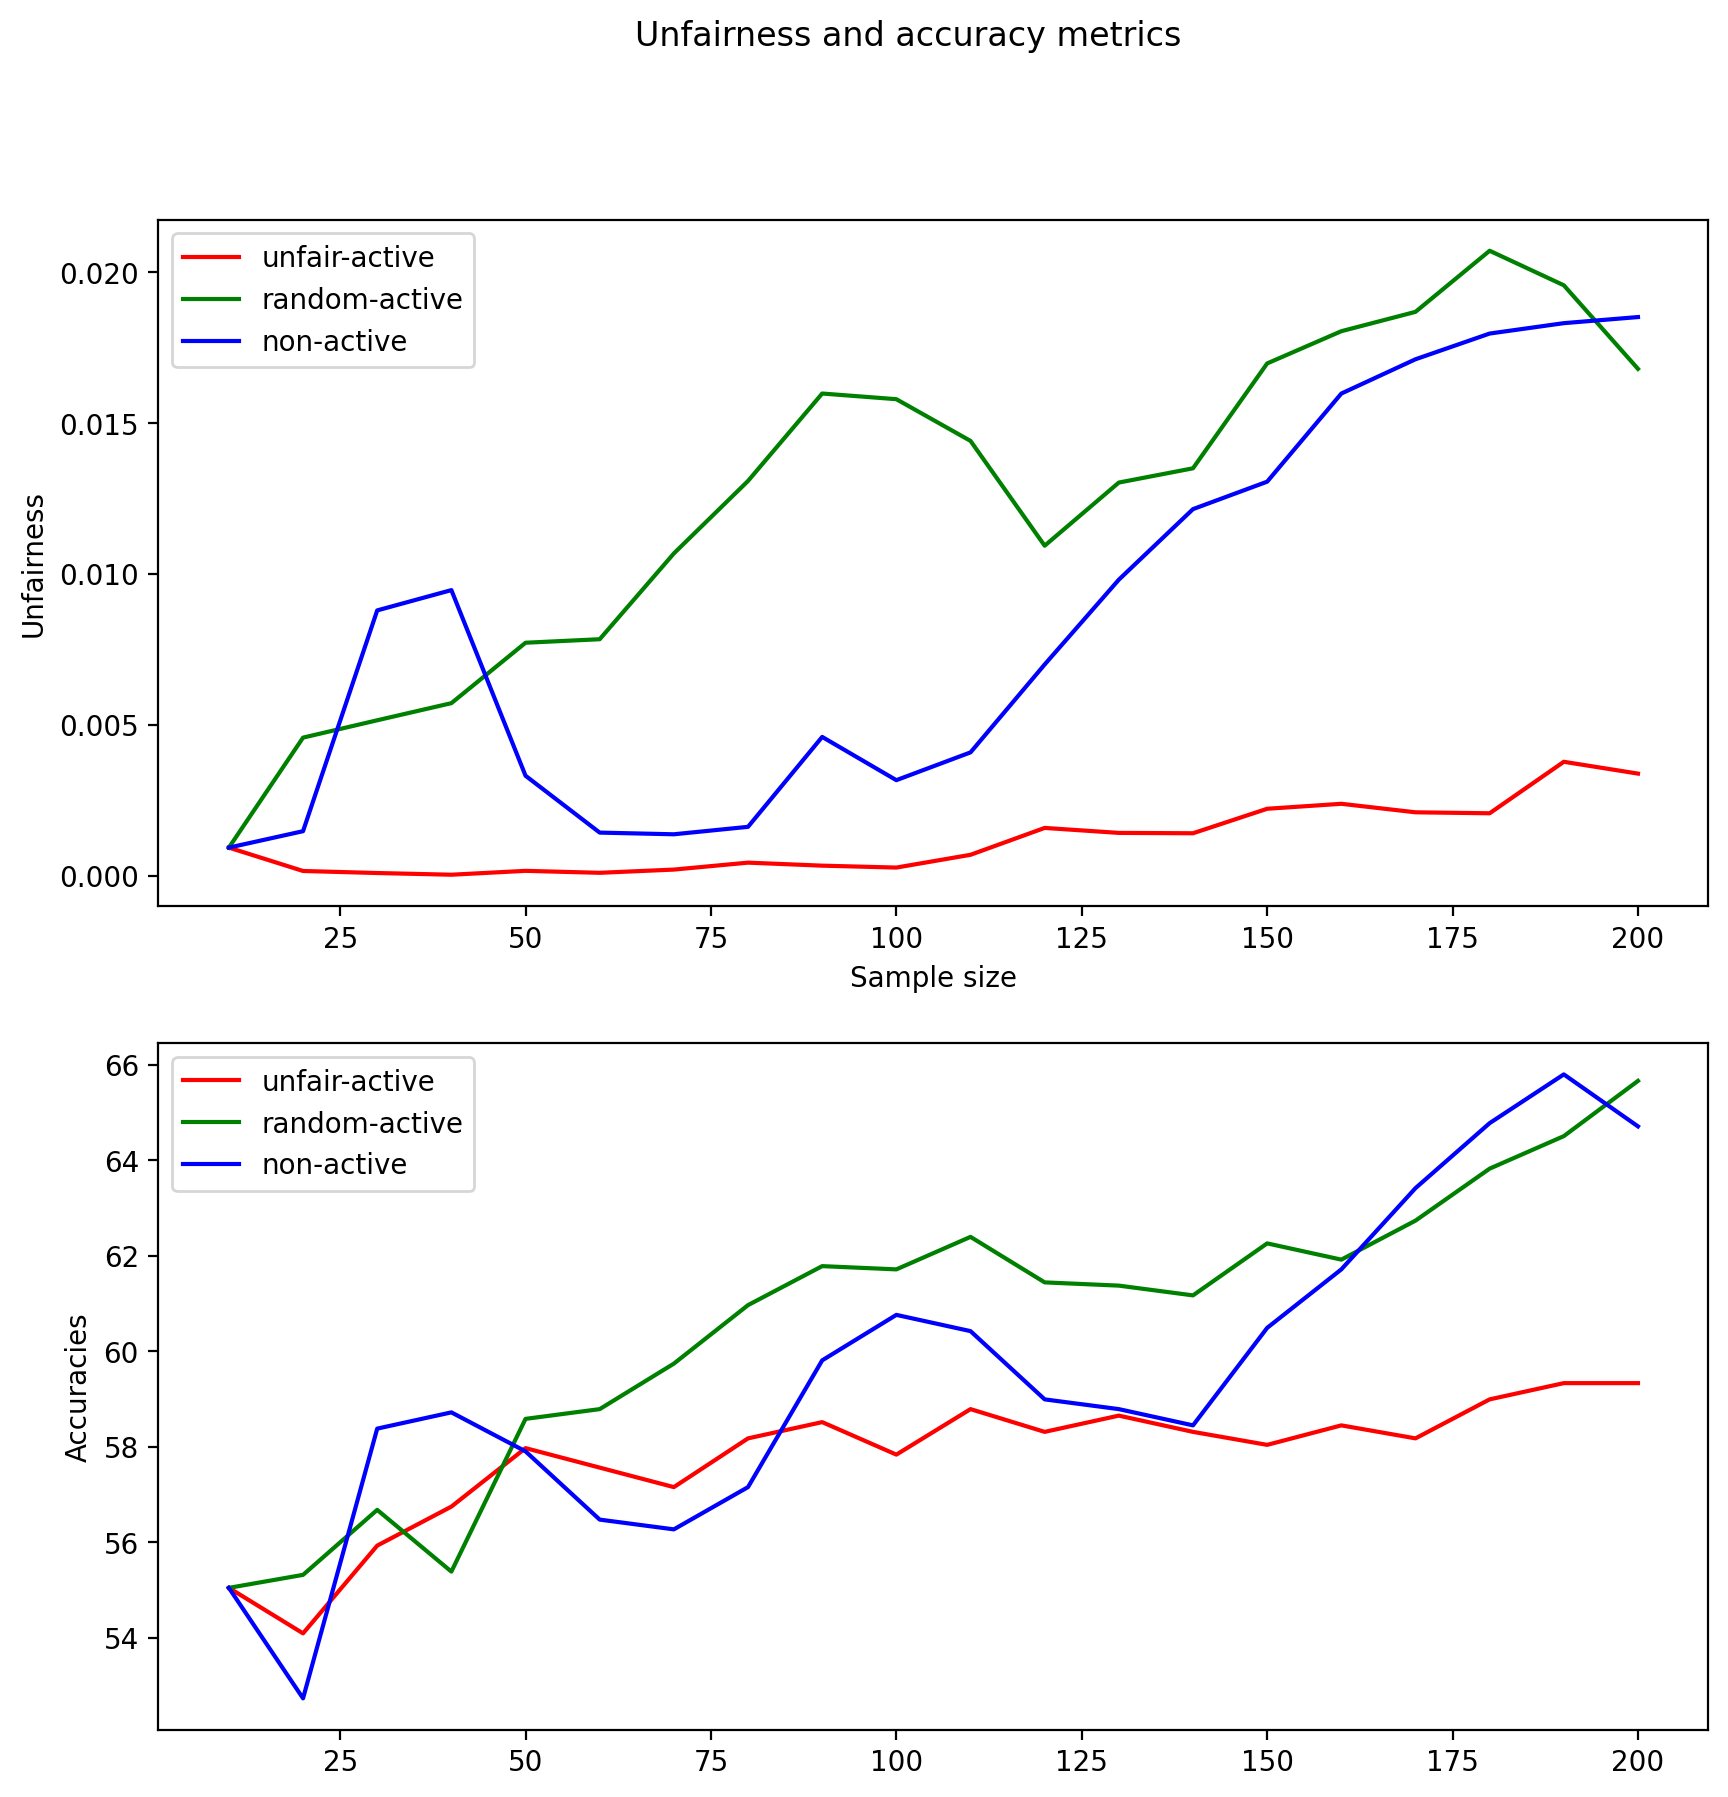 Unfairness and accuracy metrics
unfair-active
random-active
non-active
0.020
0.015
0.010
0.005
0.000
Unfairness
25 50 75 100 125 150 175 200
Sample size
unfair-active
random-active
non-active
66
64
62
60
58
56
54
Accuracies
25 50 75 100 125 150 175 200